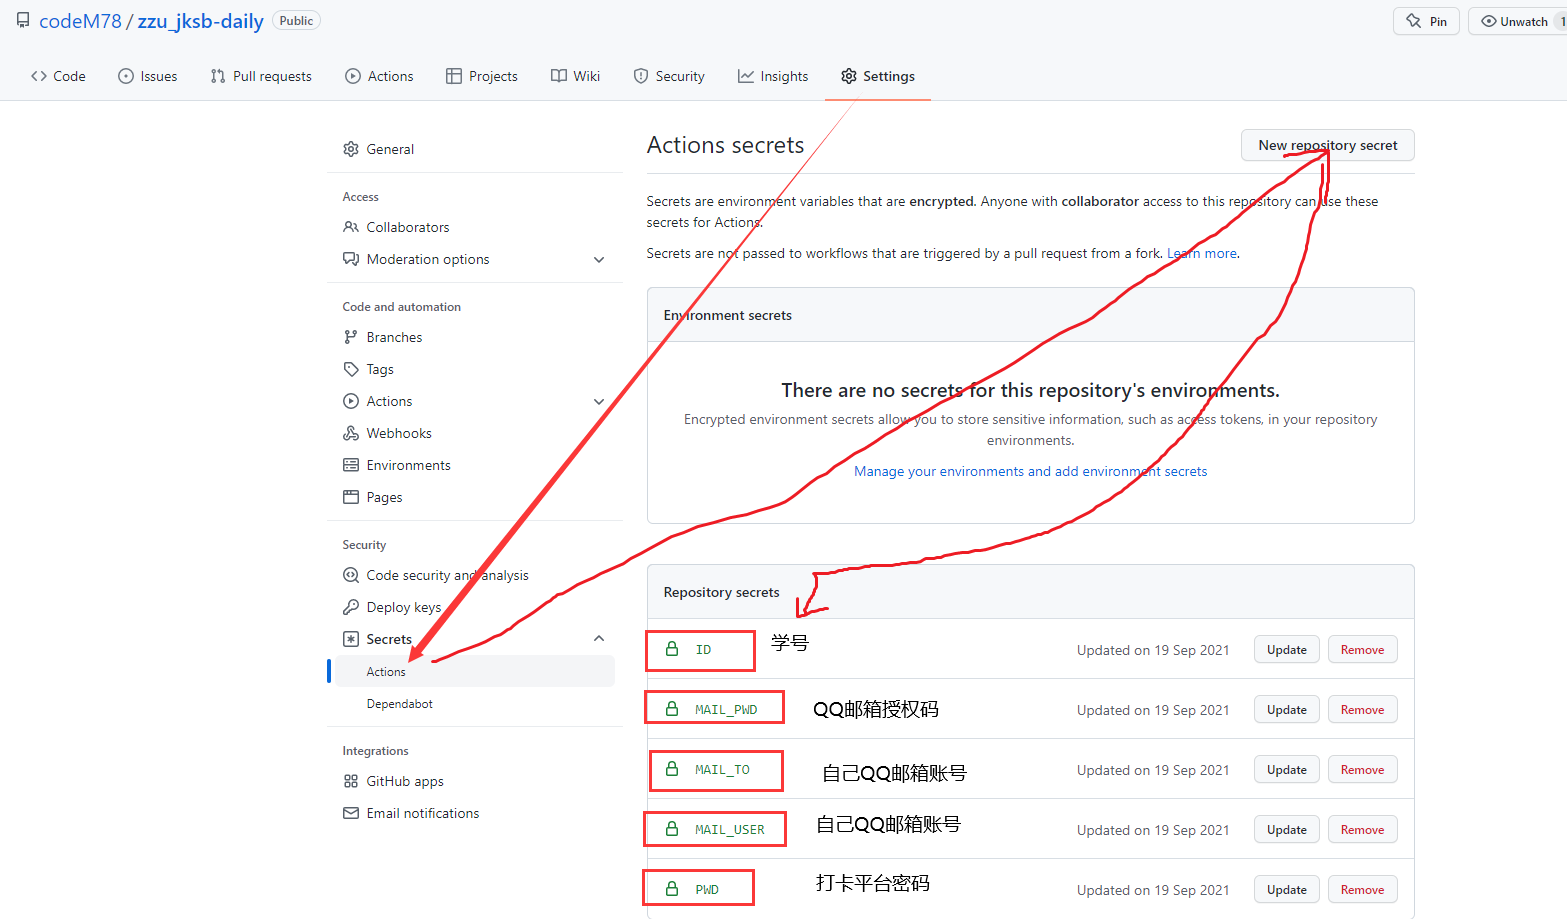 codeM78 / zzu_jksb-daily Public
Pin
Unwatch 1
Code
Issues
Pull requests
Actions
Projects
Wiki
Security
Insights
Settings
General
Access
Collaborators
Moderation options
Code and automation
Branches
Tags
Actions
Webhooks
Environments
Pages
Security
Code security and analysis
Deploy keys
Secrets
Actions
Dependabot
Integrations
GitHub apps
Email notifications
Actions secrets
New repository secret
Secrets are environment variables that are encrypted. Anyone with collaborator access to this repository can use these
secrets for Actions.
Secrets are not passed to workflows that are triggered by a pull request from a fork. Learn more.
Environment secrets
There are no secrets for this repository's environments.
Encrypted environment secrets allow you to store sensitive information, such as access tokens, in your repository
environments.
Manage your environments and add environment secrets
Repository secrets
ID 学号 Updated on 19 Sep 2021 Update Remove
MAIL_PWD QQ邮箱授权码 Updated on 19 Sep 2021 Update Remove
MAIL_TO 自己QQ邮箱账号 Updated on 19 Sep 2021 Update Remove
MAIL_USER 自己QQ邮箱账号 Updated on 19 Sep 2021 Update Remove
PWD 打卡平台密码 Updated on 19 Sep 2021 Update Remove